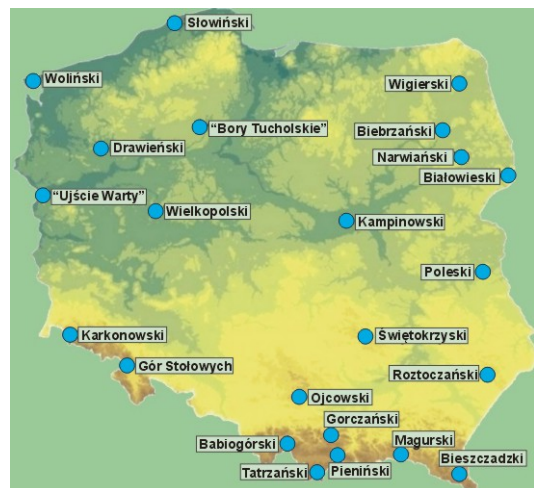 Słowiński
Woliński
Wigierski
"Bory Tucholskie"
Biebrzański
Drawieński
Narwiański
Białowieski
"Ujście Warty"
Wielkopolski
Kampinowski
Poleski
Karkonowski
Świętokrzyski
Gór Stołowych
Roztoczański
Ojcowski
Gorczański
Babiogórski
Magurski
Tatrzański
Pieniński
Bieszczadzki